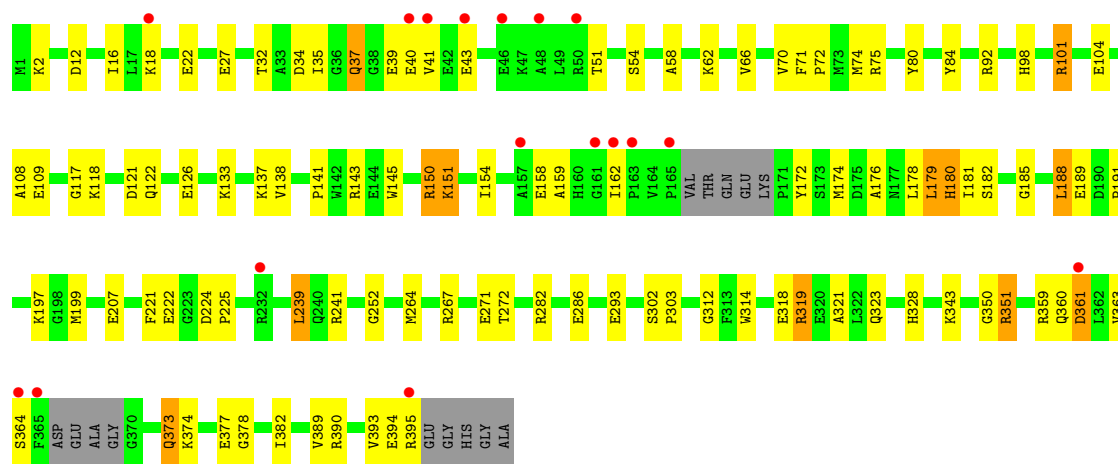 M1 K2 D12 I16 L17 K18 E22 E27 T32 A33 D34 I35 G36 Q37 G38 E39 E40 V41 E42 E43 E46 K47 A48 L49 R50 T51 S54 A58 K62 V66 V70 F71 P72 M73 M74 R75 Y80 Y84 R92 H98 R101 E104
A108 E109 G117 K118 D121 Q122 E126 K133 K137 V138 P141 W142 R143 E144 W145 R150 K151 I154 A157 E158 A159 H160 G161 I162 P163 V164 P165 VAL THR GLN GLU LYS P171 Y172 S173 M174 D175 A176 N177 L178 L179 H180 I181 S182 G185 L188 E189 D190
K197 G198 M199 E207 F221 E222 G223 D224 P225 R232 L239 Q240 R241 G252 M264 R267 E271 T272 R282 E286 E293 S302 P303 G312 F313 W314 E318 R319 E320 A321 L322 Q323 H328 K343 G350 R351 R359 Q360 D361 L362
S364 F365 ASP GLU ALA GLY G370 Q373 K374 E377 G378 I382 V389 R390 V393 E394 R395 GLU GLY HIS GLY ALA